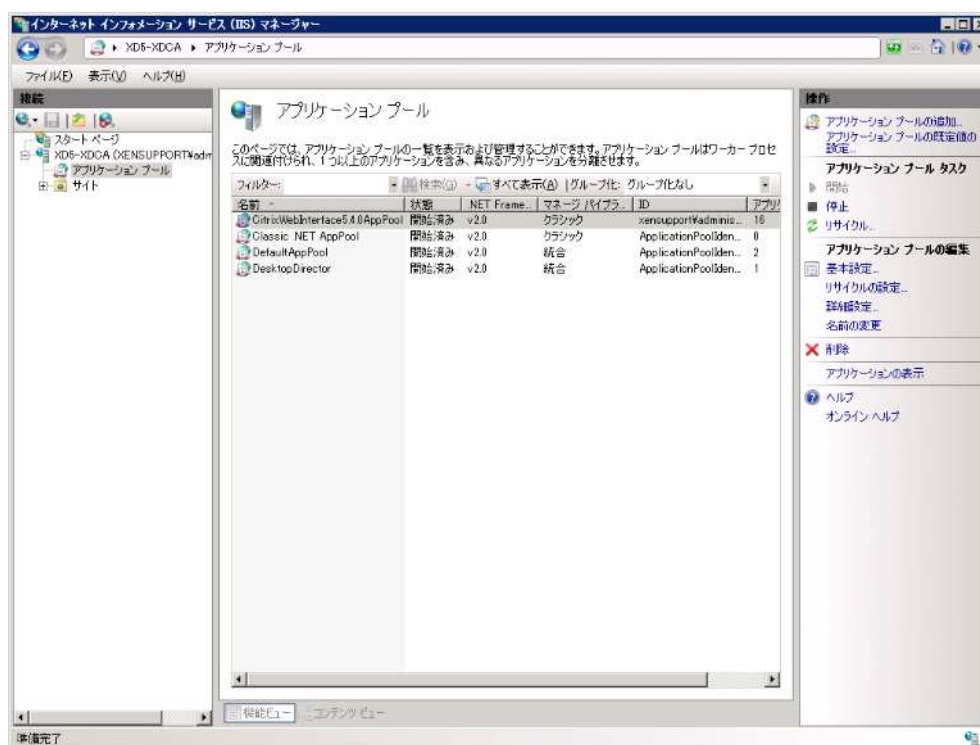 インターネット インフォメーション サービス (IIS) マネージャー
XD5-XDCA ▸ アプリケーション プール
ファイル(F) 表示(V) ヘルプ(H)
接続
スタート ページ
XD5-XDCA (XENSUPPORT¥adm
アプリケーション プール
サイト
アプリケーション プール
このページでは、アプリケーション プールの一覧を表示および管理することができます。アプリケーション プールはワーカー プロセ
スに関連付けられ、1 つ以上のアプリケーションを含み、異なるアプリケーションを分離させます。
フィルター: 検索(G) すべて表示(A) グループ化: グループ化なし
名前 状態 .NET Frame... マネージ パイプラ... ID アプリ
CitrixWebInterface5.4.0AppPool 開始済み v2.0 クラシック xensupport¥adminis... 16
Classic .NET AppPool 開始済み v2.0 クラシック ApplicationPoolIden... 0
DefaultAppPool 開始済み v2.0 統合 ApplicationPoolIden... 2
DesktopDirector 開始済み v2.0 統合 ApplicationPoolIden... 1
機能ビュー コンテンツ ビュー
準備完了
操作
アプリケーション プールの追加...
アプリケーション プールの既定値の
設定...
アプリケーション プール タスク
開始
停止
リサイクル...
アプリケーション プールの編集
基本設定...
リサイクルの設定...
詳細設定...
名前の変更
削除
アプリケーションの表示
ヘルプ
オンライン ヘルプ